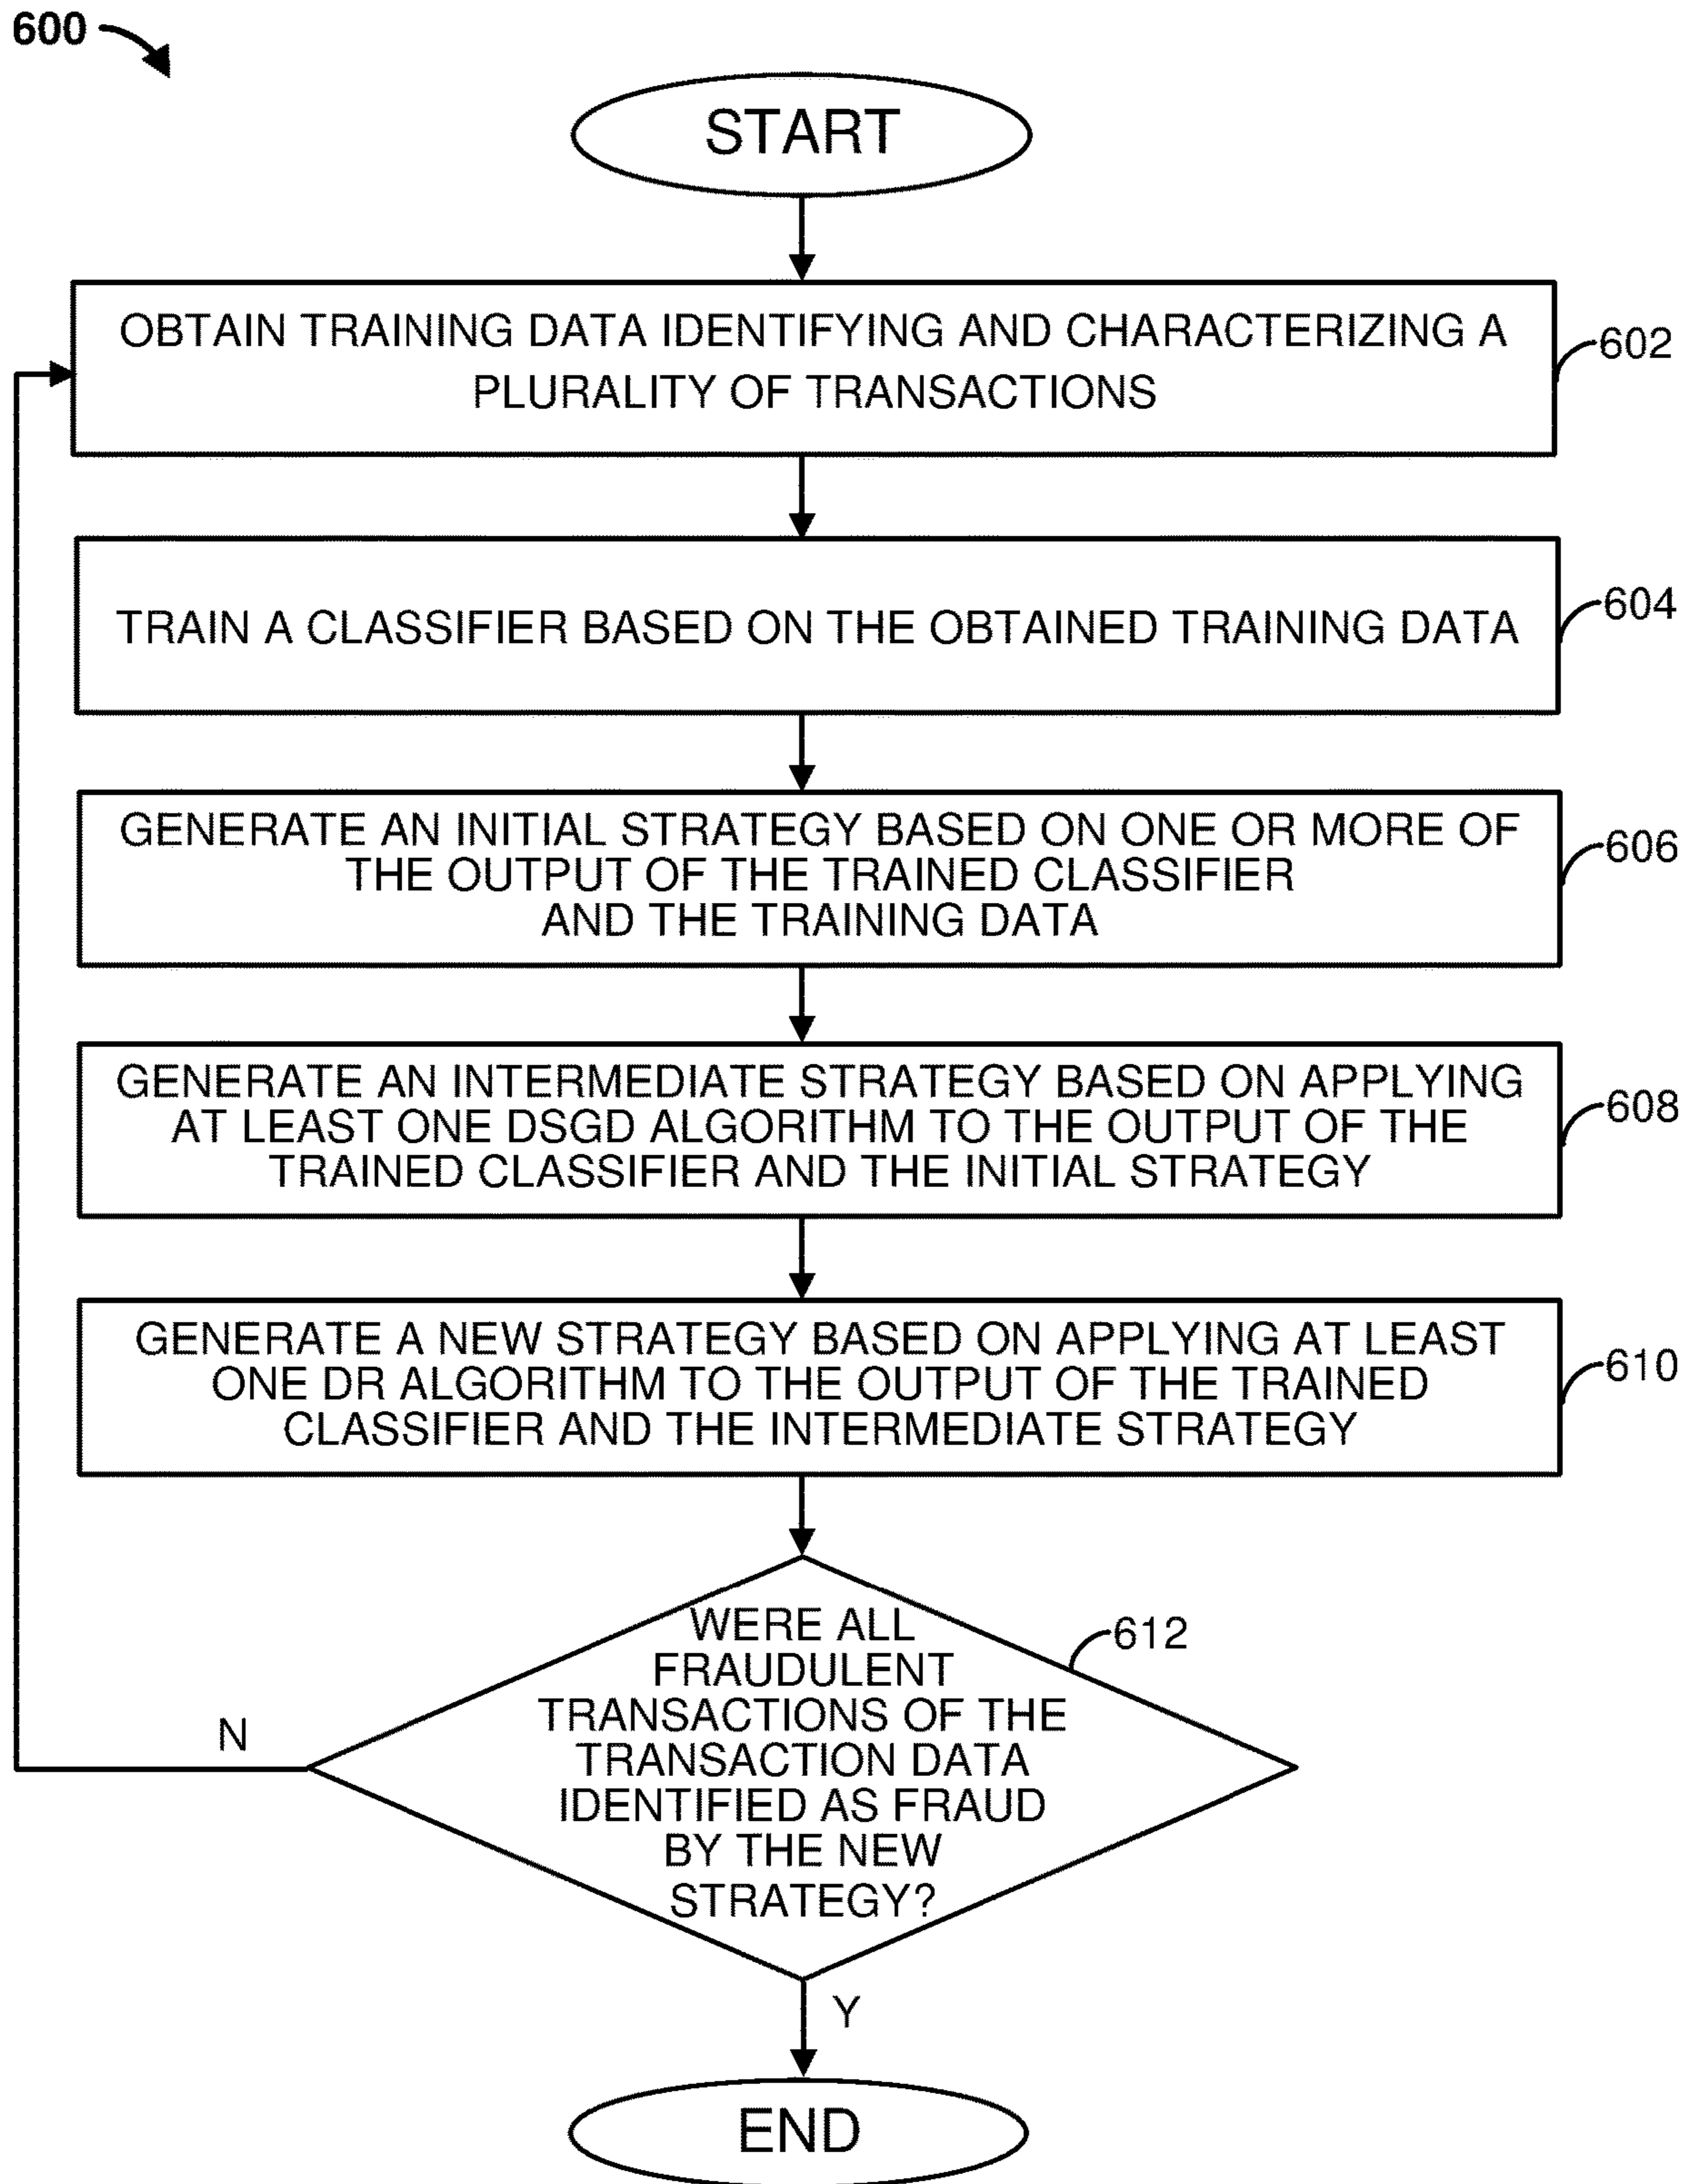 600
START
OBTAIN TRAINING DATA IDENTIFYING AND CHARACTERIZING A
PLURALITY OF TRANSACTIONS
602
TRAIN A CLASSIFIER BASED ON THE OBTAINED TRAINING DATA
604
GENERATE AN INITIAL STRATEGY BASED ON ONE OR MORE OF
THE OUTPUT OF THE TRAINED CLASSIFIER
AND THE TRAINING DATA
606
GENERATE AN INTERMEDIATE STRATEGY BASED ON APPLYING
AT LEAST ONE DSGD ALGORITHM TO THE OUTPUT OF THE
TRAINED CLASSIFIER AND THE INITIAL STRATEGY
608
GENERATE A NEW STRATEGY BASED ON APPLYING AT LEAST
ONE DR ALGORITHM TO THE OUTPUT OF THE TRAINED
CLASSIFIER AND THE INTERMEDIATE STRATEGY
610
WERE ALL
FRAUDULENT
TRANSACTIONS OF THE
TRANSACTION DATA
IDENTIFIED AS FRAUD
BY THE NEW
STRATEGY?
612
N
Y
END